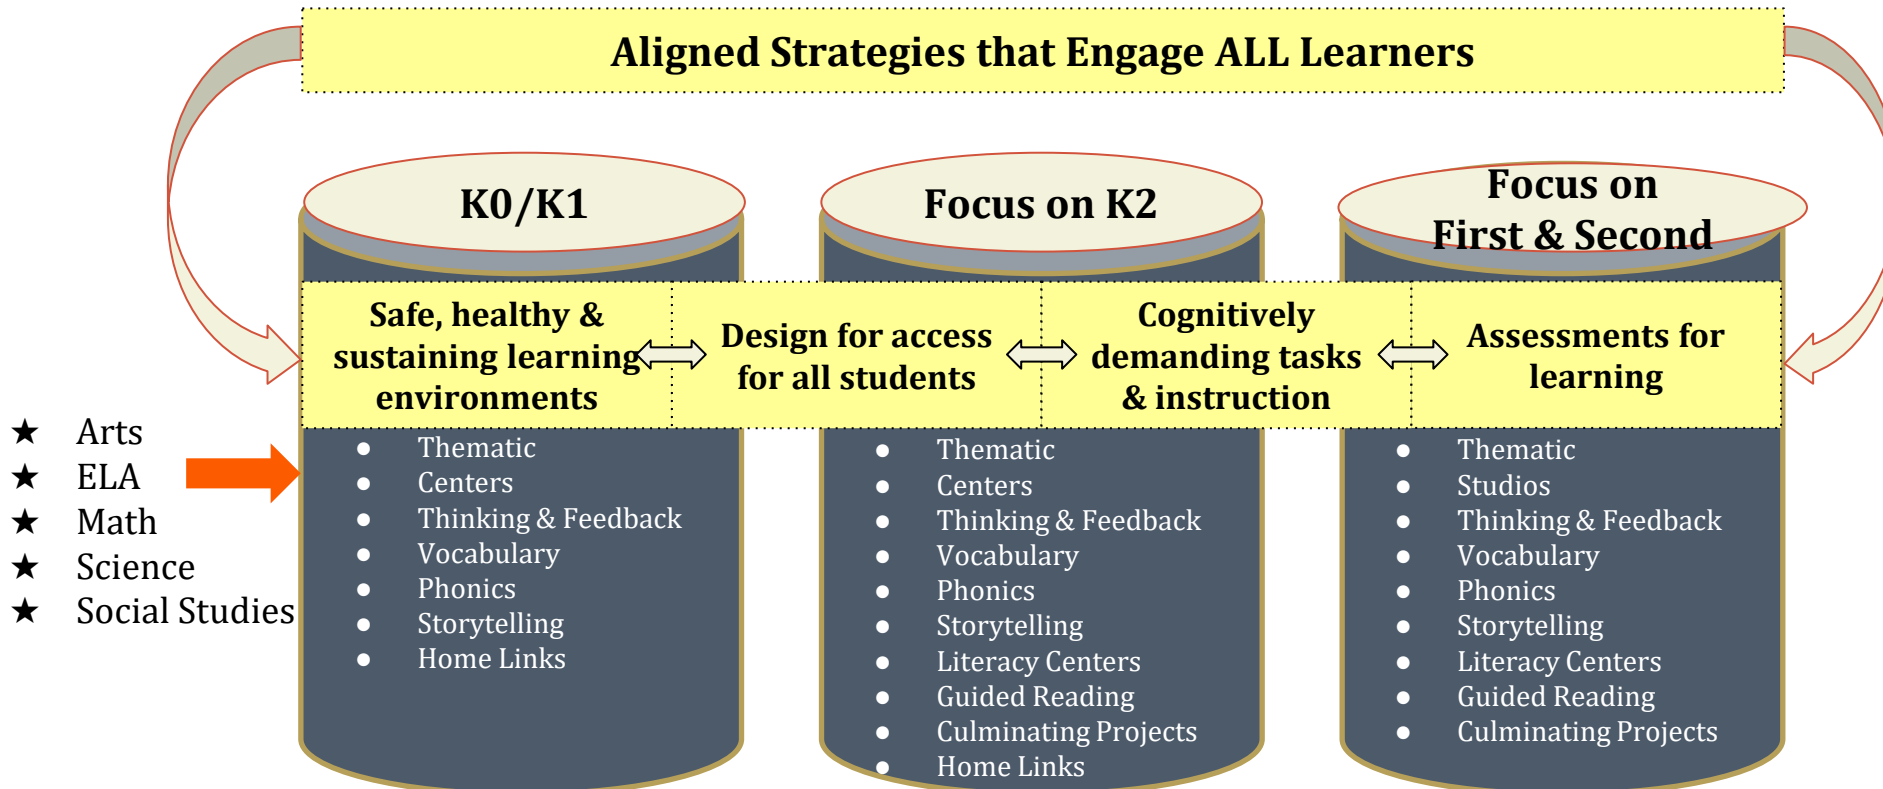 Aligned Strategies that Engage ALL Learners
K0/K1
Focus on K2
Focus on
First & Second
Safe, healthy &
sustaining learning
environments
Design for access
for all students
Cognitively
demanding tasks
& instruction
Assessments for
learning
★ Arts
★ ELA
★ Math
★ Science
★ Social Studies
● Thematic
● Centers
● Thinking & Feedback
● Vocabulary
● Phonics
● Storytelling
● Home Links
● Thematic
● Centers
● Thinking & Feedback
● Vocabulary
● Phonics
● Storytelling
● Literacy Centers
● Guided Reading
● Culminating Projects
● Home Links
● Thematic
● Studios
● Thinking & Feedback
● Vocabulary
● Phonics
● Storytelling
● Literacy Centers
● Guided Reading
● Culminating Projects